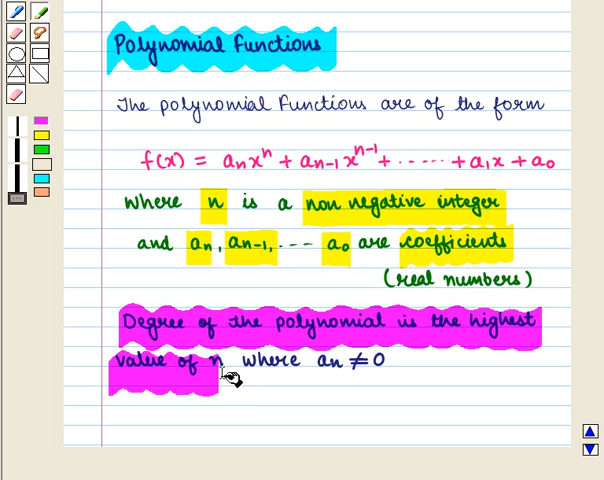 Polynomial Functions
The polynomial Functions are of the form
f(x) = aₙxⁿ + aₙ₋₁xⁿ⁻¹ + ...... + a₁x + a₀
where n is a non negative integer
and aₙ, aₙ₋₁, ... a₀ are coefficients
(real numbers)
Degree of the polynomial is the highest
value of n where an ≠ 0